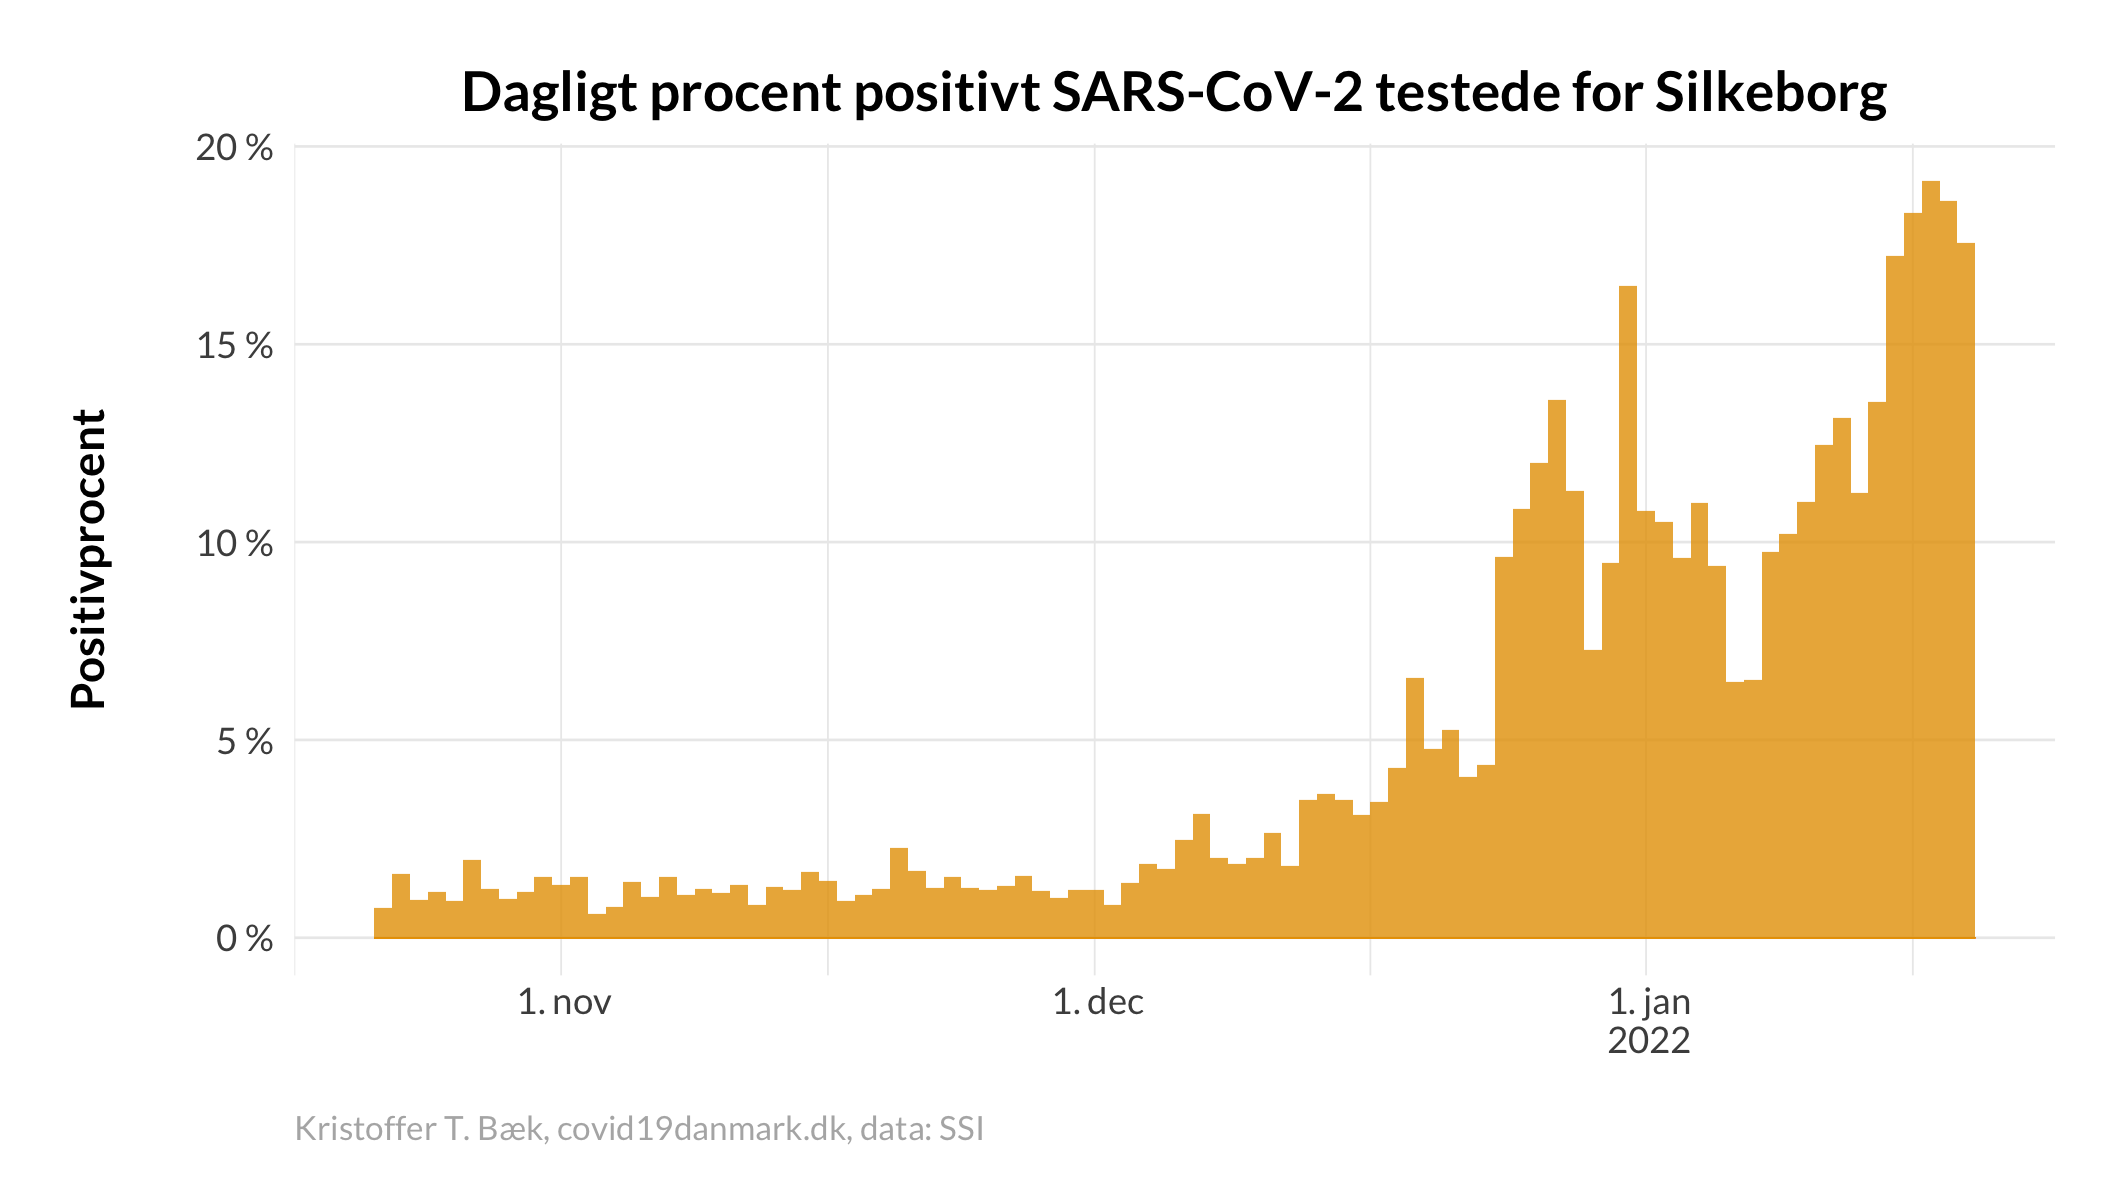 Dagligt procent positivt SARS-CoV-2 testede for Silkeborg
Positivprocent
20 %
15 %
10 %
5 %
0 %
1. nov
1. dec
1. jan
2022
Kristoffer T. Bæk, covid19danmark.dk, data: SSI